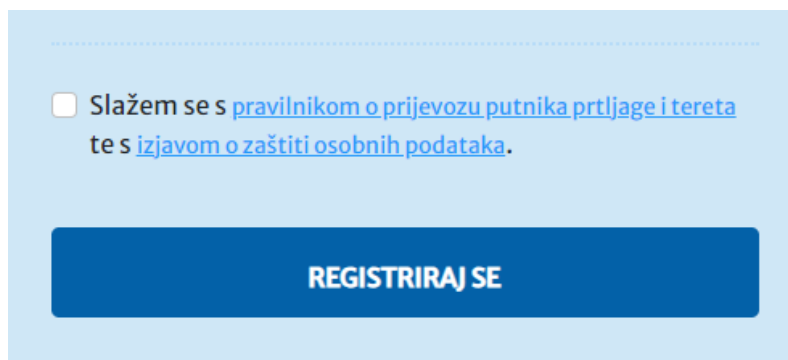 Slažem se s pravilnikom o prijevozu putnika prtljage i tereta
te s izjavom o zaštiti osobnih podataka.
REGISTRIRAJ SE